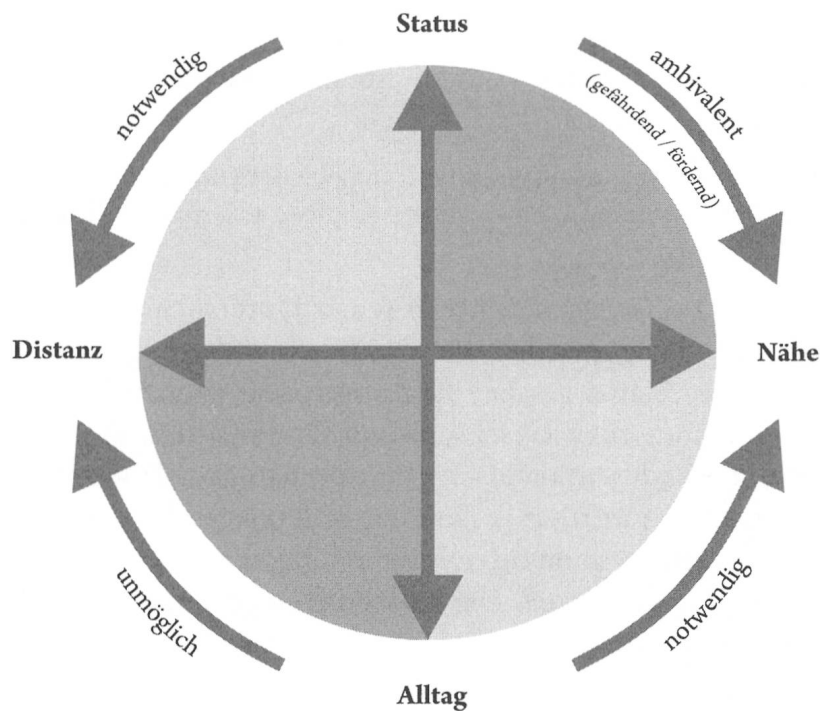 Status
notwendig
ambivalent
(gefährdend / fördernd)
Distanz
Nähe
unmöglich
notwendig
Alltag